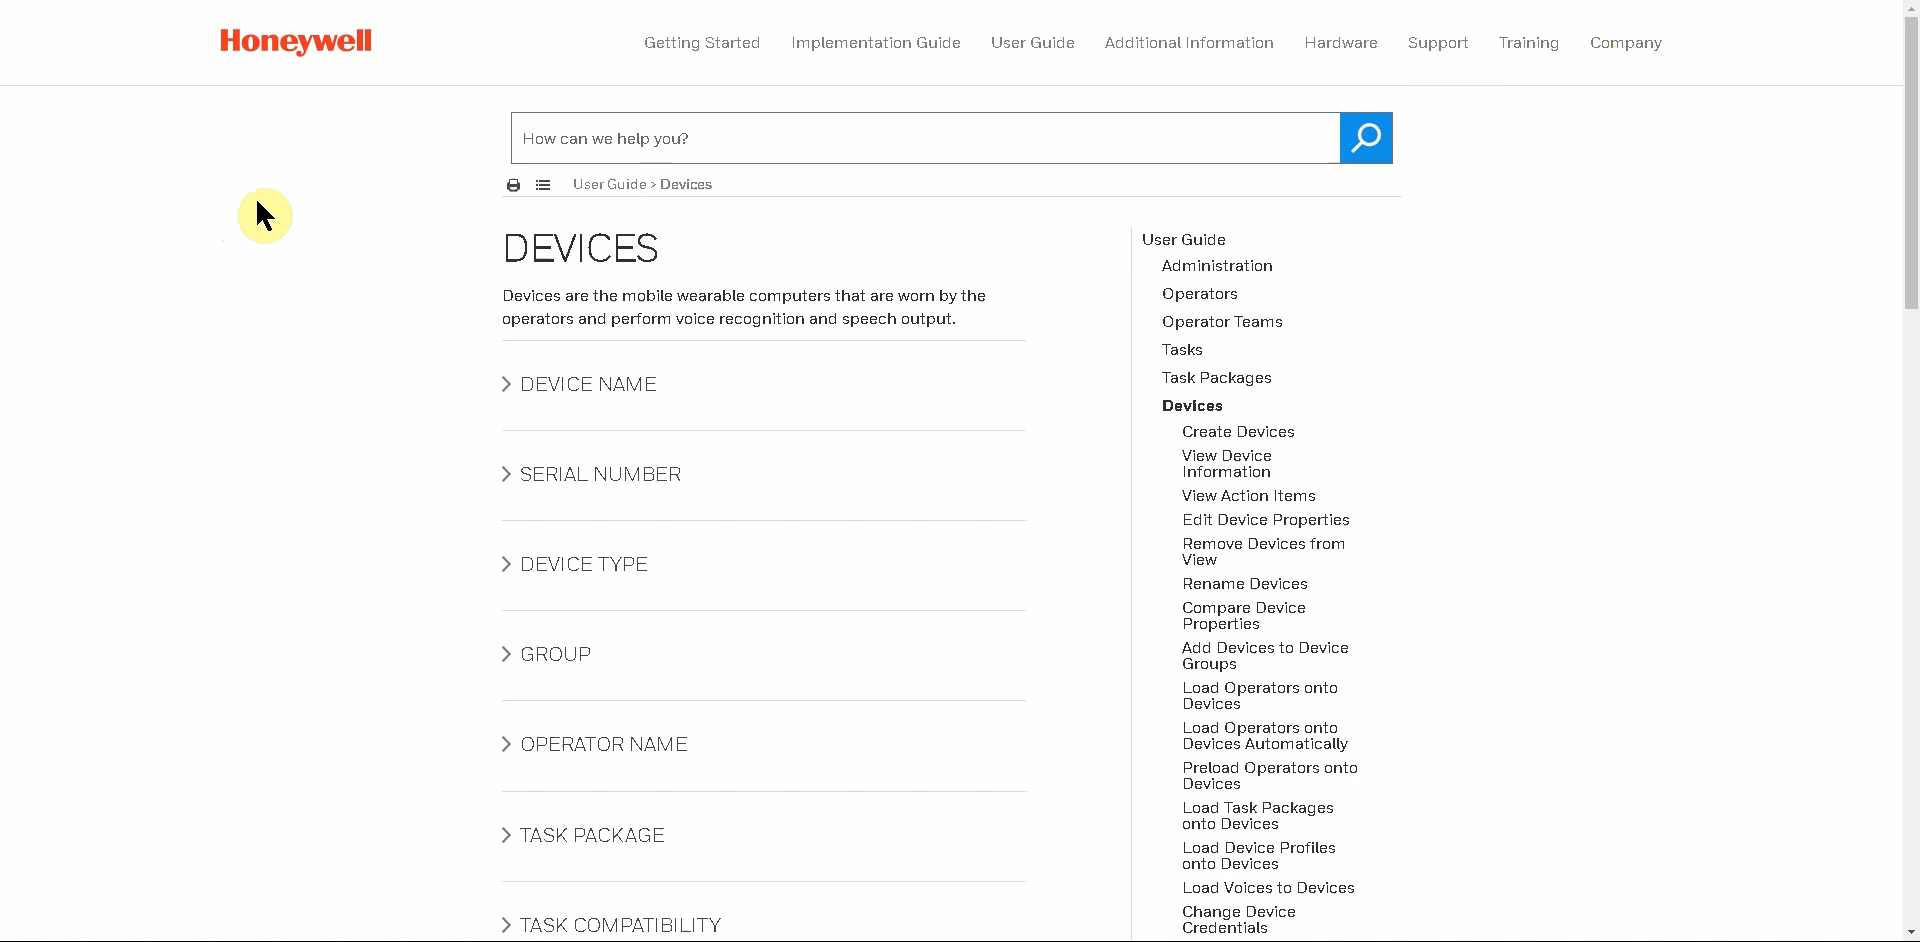 Honeywell
Getting Started
Implementation Guide
User Guide
Additional Information
Hardware
Support
Training
Company
How can we help you?
User Guide > Devices
DEVICES
Devices are the mobile wearable computers that are worn by the
operators and perform voice recognition and speech output.
DEVICE NAME
SERIAL NUMBER
DEVICE TYPE
GROUP
OPERATOR NAME
TASK PACKAGE
TASK COMPATIBILITY
User Guide
Administration
Operators
Operator Teams
Tasks
Task Packages
Devices
Create Devices
View Device
Information
View Action Items
Edit Device Properties
Remove Devices from
View
Rename Devices
Compare Device
Properties
Add Devices to Device
Groups
Load Operators onto
Devices
Load Operators onto
Devices Automatically
Preload Operators onto
Devices
Load Task Packages
onto Devices
Load Device Profiles
onto Devices
Load Voices to Devices
Change Device
Credentials